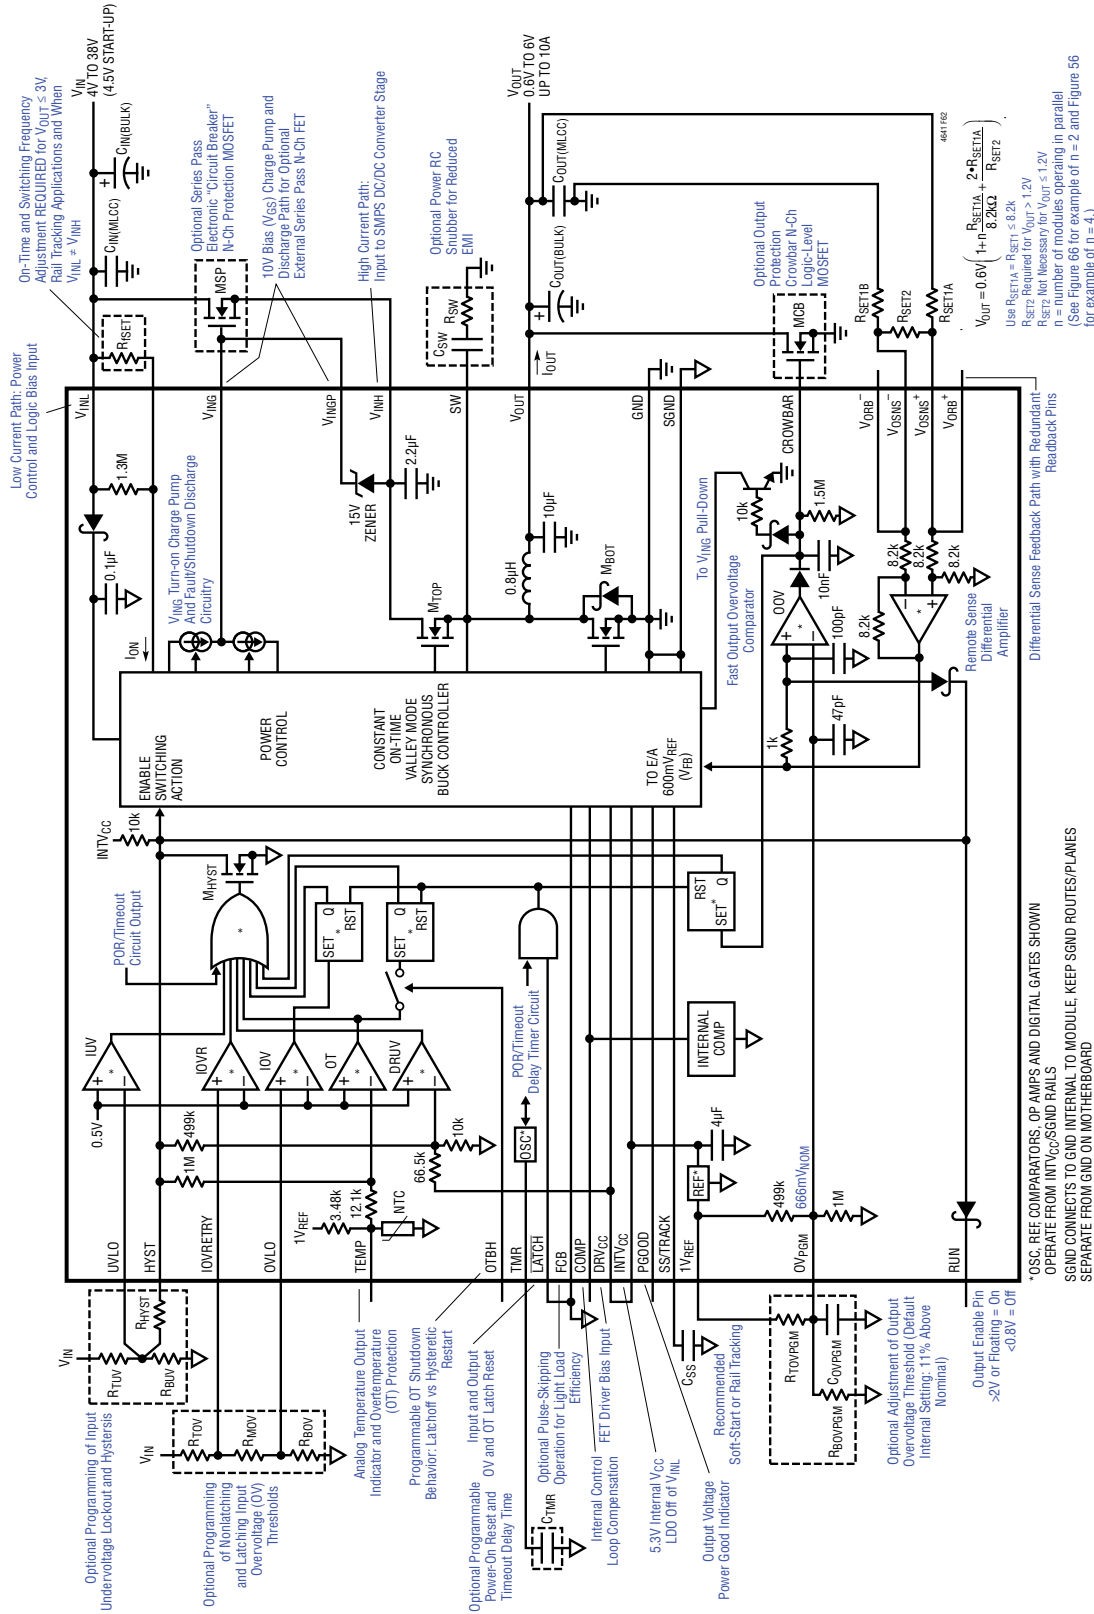 Optional Programming of Input
Undervoltage Lockout and Hystersis
VIN
RTUV
RHYST
RBUV
VIN
RTOV
RMOV
RBOV
Optional Programming
of Nonlatching
and Latching Input
Overvoltage (OV)
Thresholds
Analog Temperature Output
Indicator and Overtemperature
(OT) Protection
Programmable OT Shutdown
Behavior: Latchoff vs Hysteretic
Restart
Input and Output
OV and OT Latch Reset
Optional Programmable
Power-On Reset and
Timeout Delay Time
CTMR
Optional Pulse-Skipping
Operation for Light Load
Efficiency
Internal Control
Loop Compensation
FET Driver Bias Input
5.3V Internal VCC
LDO Off of VINL
Output Voltage
Power Good Indicator
CSS
Recommended
Soft-Start or Rail Tracking
RTOVPGM
COVPGM
RBOVPGM
Optional Adjustment of Output
Overvoltage Threshold (Default
Internal Setting: 11% Above
Nominal)
Output Enable Pin
>2V or Floating = On
<0.8V = Off
UVLO
HYST
IOVRETRY
OVLO
TEMP
OTBH
TMR
LATCH
FCB
COMP
DRVCC
INTVCC
PGOOD
SS/TRACK
1VREF
OVPGM
RUN
0.5V
499k
1M
1VREF
3.48k
12.1k
NTC
66.5k
10k
OSC*
REF*
4µF
499k
666mVNOM
1M
IUV
+
*
–
IOVR
+
*
–
IOV
+
*
–
OT
+
*
–
DRUV
+
*
–
POR/Timeout
Delay Timer Circuit
POR/Timeout
Circuit Output
*
MHYST
INTVCC
10k
SET
Q
*
RST
Q
SET*
RST
*
RST
SET*
Q
INTERNAL
COMP
ENABLE
SWITCHING
ACTION
POWER
CONTROL
CONSTANT
ON-TIME
VALLEY MODE
SYNCHRONOUS
BUCK CONTROLLER
TO E/A
600mVREF
(VFB)
ION
0.1µF
1.3M
VING Turn-on Charge Pump
And Fault/Shutdown Discharge
Circuitry
15V
ZENER
2.2µF
MTOP
0.8µH
10µF
MBOT
To VING Pull-Down
Fast Output Overvoltage
Comparator
10k
1.5M
10nF
OOV
+
*
–
100pF
47pF
1k
8.2k
8.2k
8.2k
8.2k
–
*
+
Remote Sense
Differential
Amplifier
VINL
VING
VINGP
VINH
SW
VOUT
GND
SGND
CROWBAR
VORB–
VOSNS–
VOSNS+
VORB+
Low Current Path: Power
Control and Logic Bias Input
On-Time and Switching Frequency
Adjustment REQUIRED for VOUT ≤ 3V,
Rail Tracking Applications and When
VINL ≠ VINH
RfSET
CIN(MLCC)
+
CIN(BULK)
VIN
4V TO 38V
(4.5V START-UP)
MSP
Optional Series Pass
Electronic “Circuit Breaker”
N-Ch Protection MOSFET
10V Bias (VGS) Charge Pump and
Discharge Path for Optional
External Series Pass N-Ch FET
High Current Path:
Input to SMPS DC/DC Converter Stage
CSW
RSW
Optional Power RC
Snubber for Reduced
EMI
IOUT
+
COUT(BULK)
COUT(MLCC)
VOUT
0.6V TO 6V
UP TO 10A
MCB
Optional Output
Protection
Crowbar N-Ch
Logic-Level
MOSFET
RSET1B
RSET2
RSET1A
4641 F62
VOUT = 0.6V(1+n RSET1A/8.2kΩ + 2•RSET1A/RSET2).
Use RSET1A = RSET1 ≤ 8.2k
RSET2 Required for VOUT > 1.2V
RSET2 Not Necessary for VOUT ≤ 1.2V
n = number of modules operaing in parallel
(See Figure 66 for example of n = 2 and Figure 56
for example of n = 4.)
Differential Sense Feedback Path with Redundant
Readback Pins
*OSC, REF, COMPARATORS, OP AMPS AND DIGITAL GATES SHOWN
OPERATE FROM INTVCC/SGND RAILS
SGND CONNECTS TO GND INTERNAL TO MODULE, KEEP SGND ROUTES/PLANES
SEPARATE FROM GND ON MOTHERBOARD